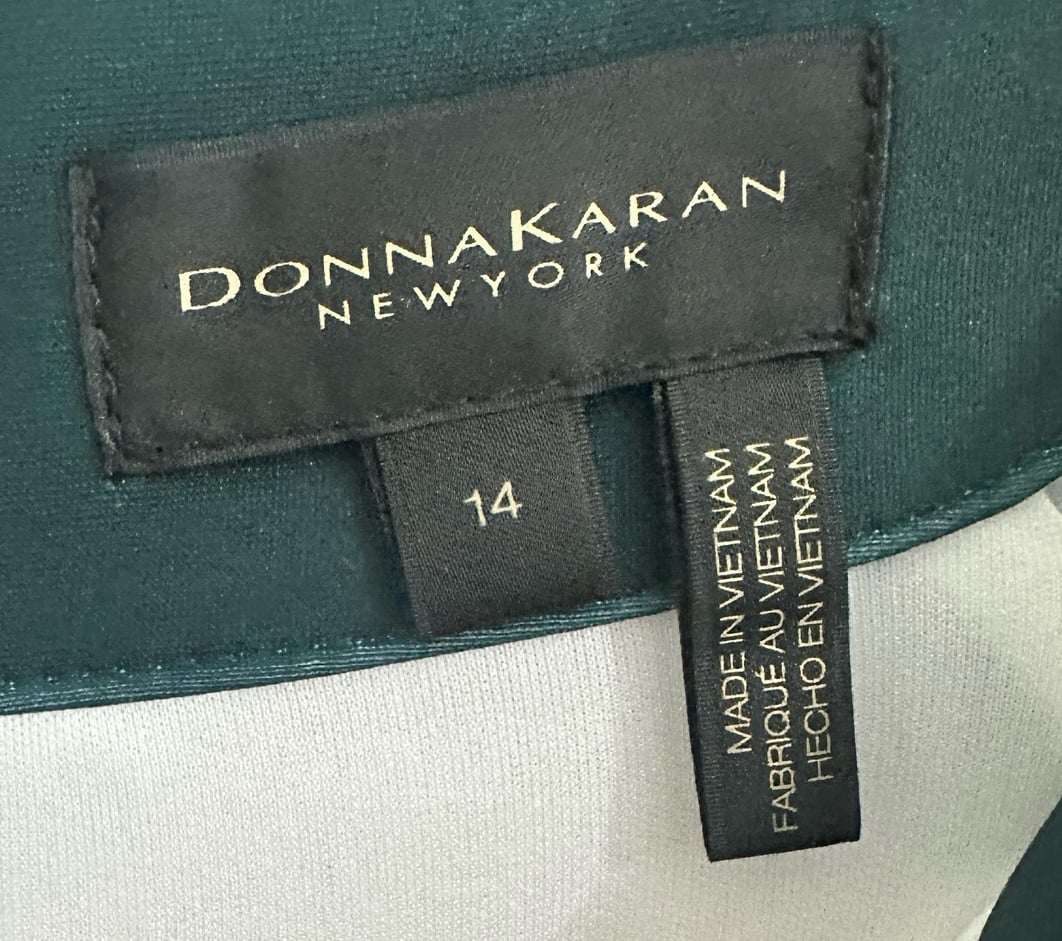 DONNAKARAN
NEWYORK
14
MADE IN VIETNAM
FABRIQUÉ AU VIETNAM
HECHO EN VIETNAM